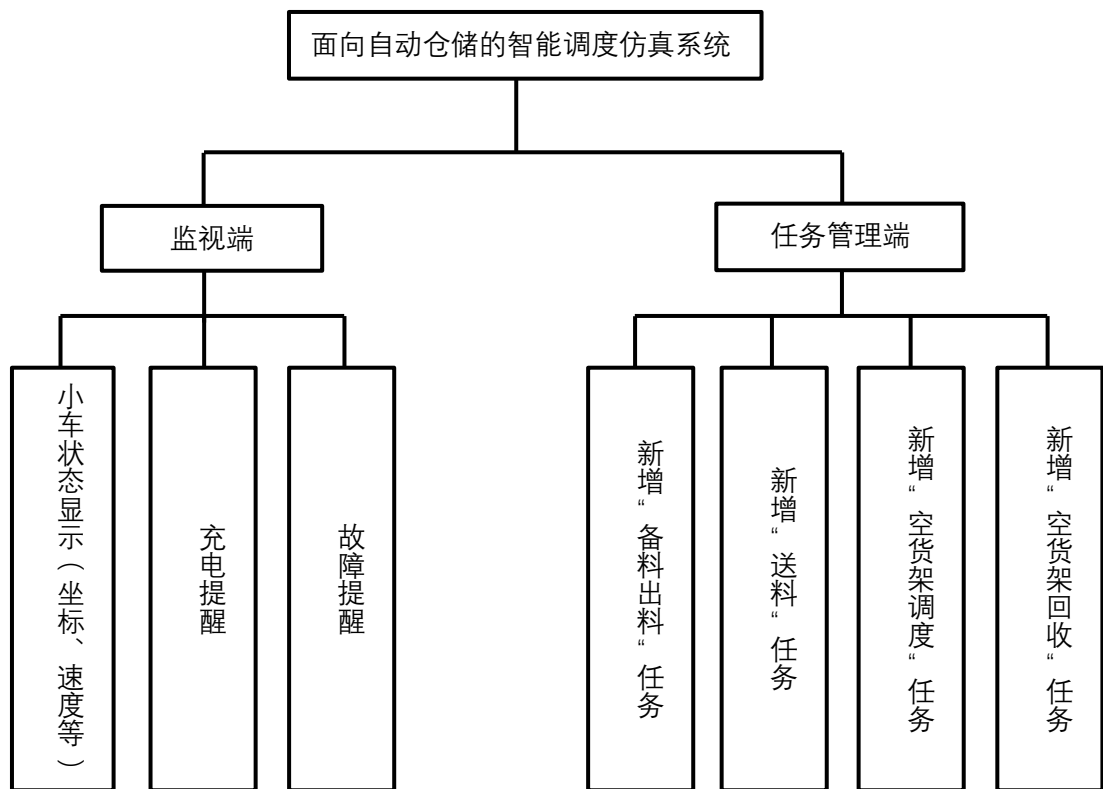 面向自动仓储的智能调度仿真系统
监视端
任务管理端
小车状态显示（坐标、速度等）
充电提醒
故障提醒
新增“备料出料“任务
新增“送料“任务
新增“空货架调度“任务
新增“空货架回收“任务